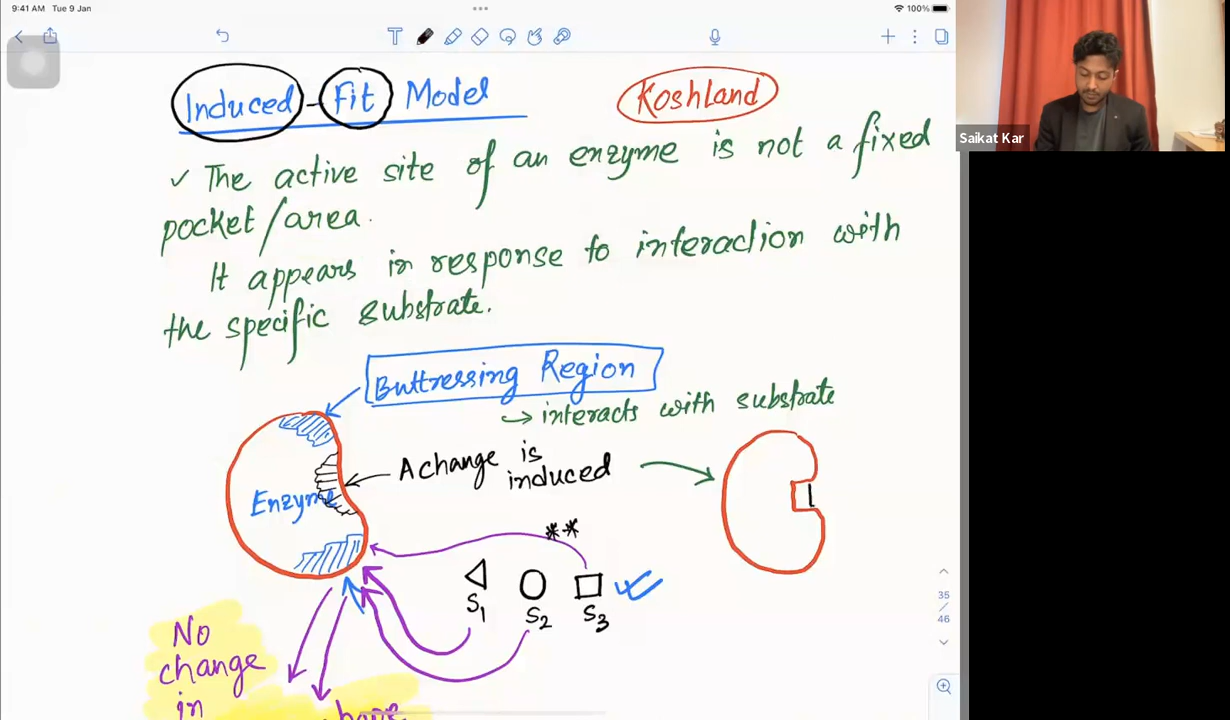 9:41 AM Tue 9 Jan
100%
Saikat Kar
Induced-Fit Model
Koshland
✓ The active site of an enzyme is not a fixed
pocket/area.
It appears in response to interaction with
the specific substrate.
Buttressing Region
→ interacts with substrate
A change is
induced
Enzyme
**
S1 S2 S3
35
/
46
No
change
in
have